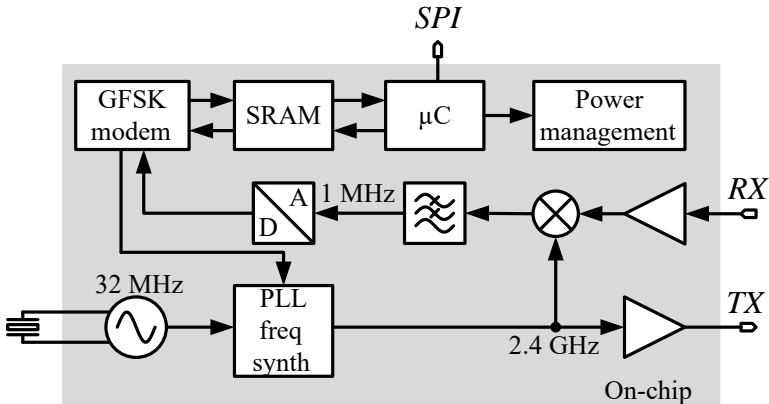 SPI
GFSK
modem
SRAM
µC
Power
management
A
D
1 MHz
RX
32 MHz
PLL
freq
synth
2.4 GHz
TX
On-chip